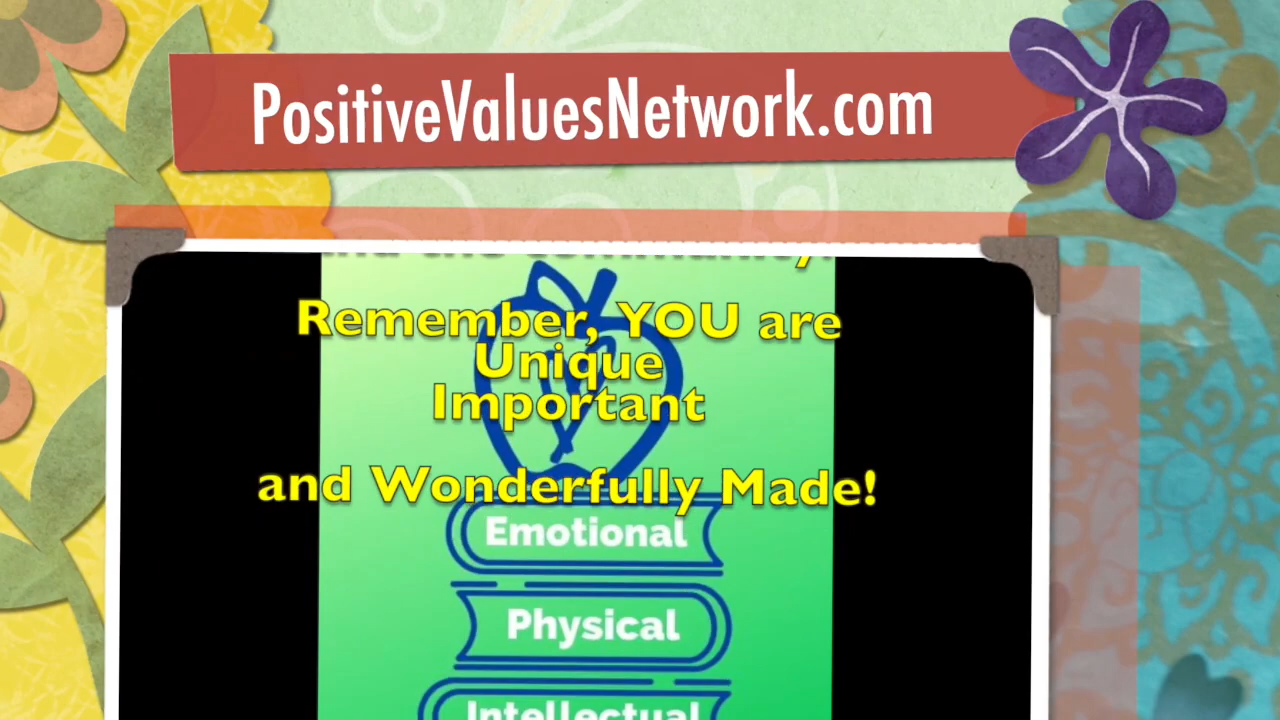 PositiveValuesNetwork.com
Remember, YOU are
Unique
Important
and Wonderfully Made!
Emotional
Physical
Intellectual